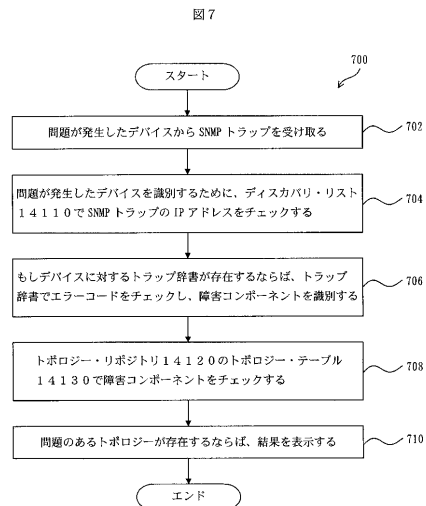 図7
700
スタート
問題が発生したデバイスから SNMP トラップを受け取る
702
問題が発生したデバイスを識別するために、ディスカバリ・リスト
14110で SNMP トラップの IP アドレスをチェックする
704
もしデバイスに対するトラップ辞書が存在するならば、トラップ
辞書でエラーコードをチェックし、障害コンポーネントを識別する
706
トポロジー・リポジトリ14120のトポロジー・テーブル
14130で障害コンポーネントをチェックする
708
問題のあるトポロジーが存在するならば、結果を表示する
710
エンド